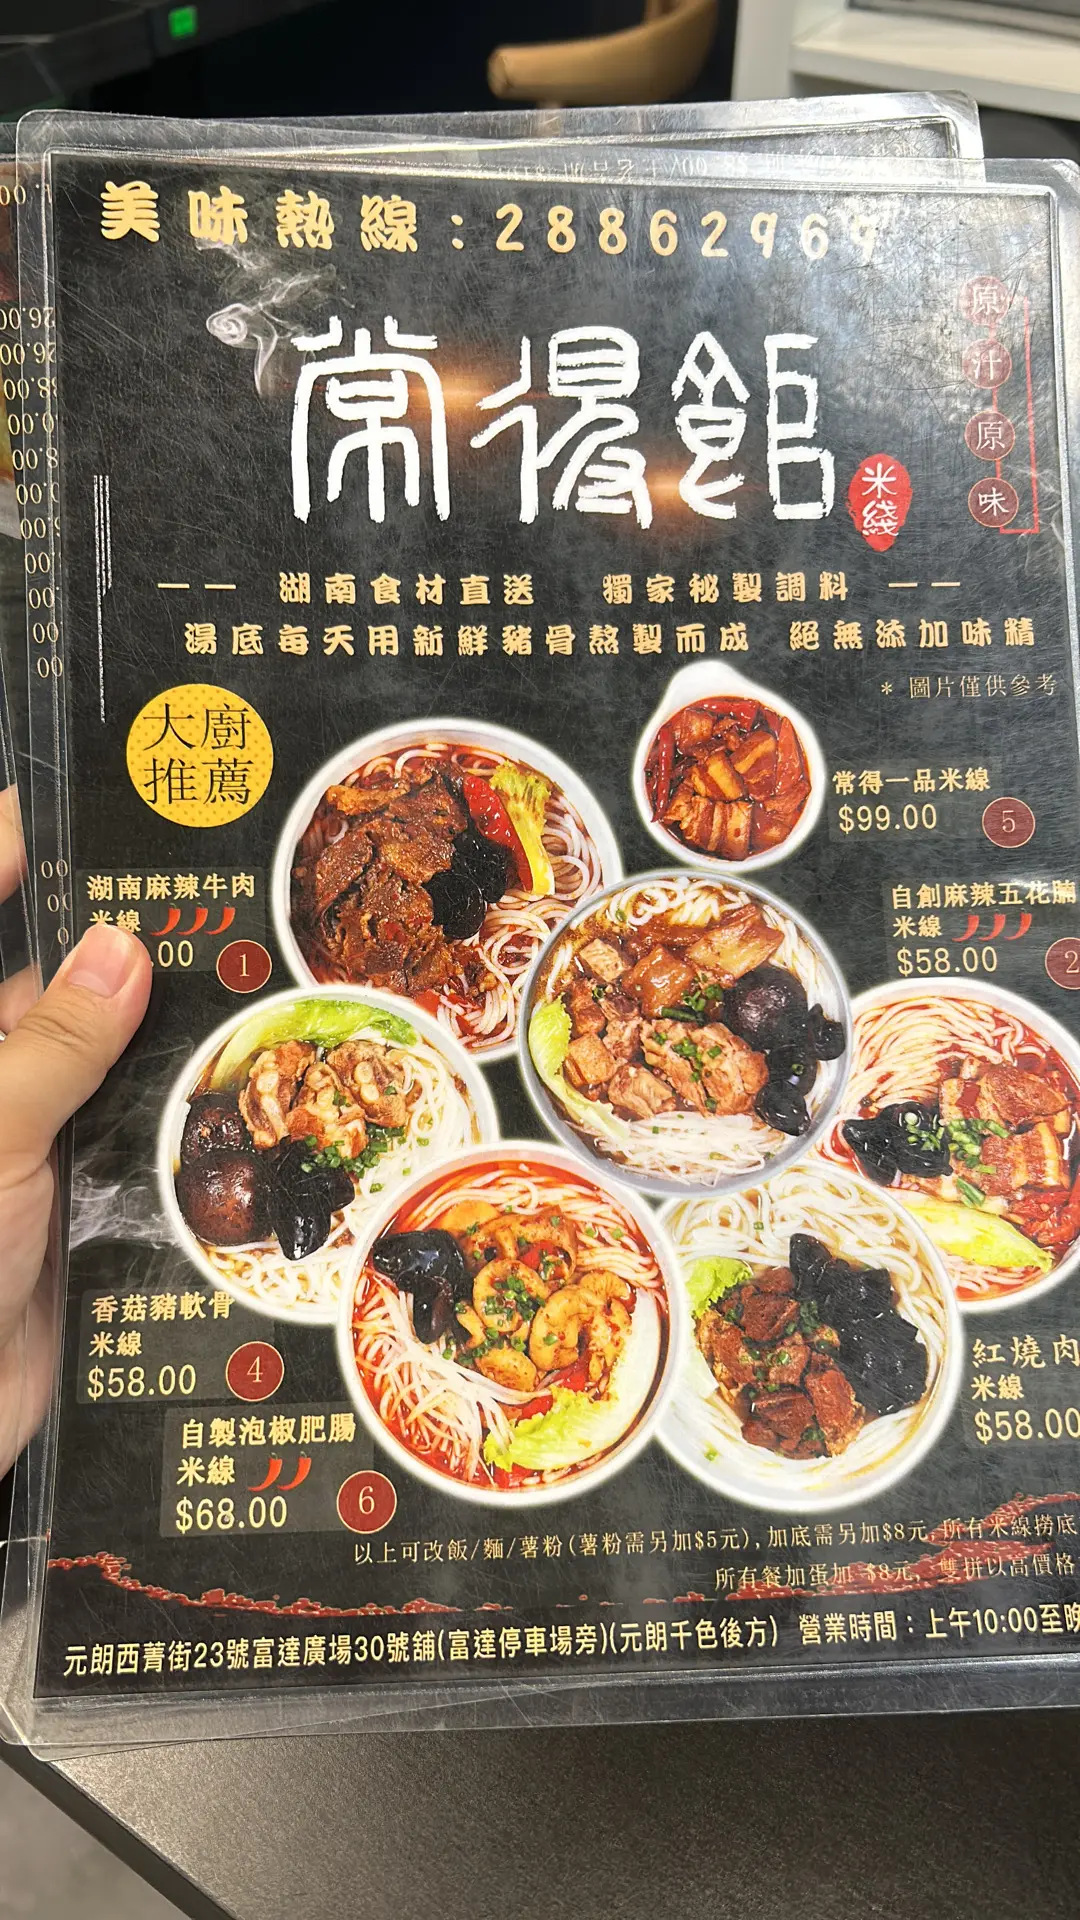 美味熱線:28862969
原汁原味
常得館
米綫
—— 湖南食材直送 獨家秘製調料 ——
湯底每天用新鮮豬骨熬製而成 絕無添加味精
* 圖片僅供參考
大廚
推薦
常得一品米線
$99.00
5
湖南麻辣牛肉
米線
.00
1
自創麻辣五花腩
米線
$58.00
2
香菇豬軟骨
米線
$58.00
4
紅燒肉
米線
$58.00
自製泡椒肥腸
米線
$68.00
6
以上可改飯/麵/薯粉(薯粉需另加$5元),加底需另加$8元,所有米線撈底
所有餐加蛋加 $8元, 雙拼以高價格
元朗西菁街23號富達廣場30號舖(富達停車場旁)(元朗千色後方) 營業時間:上午10:00至晚